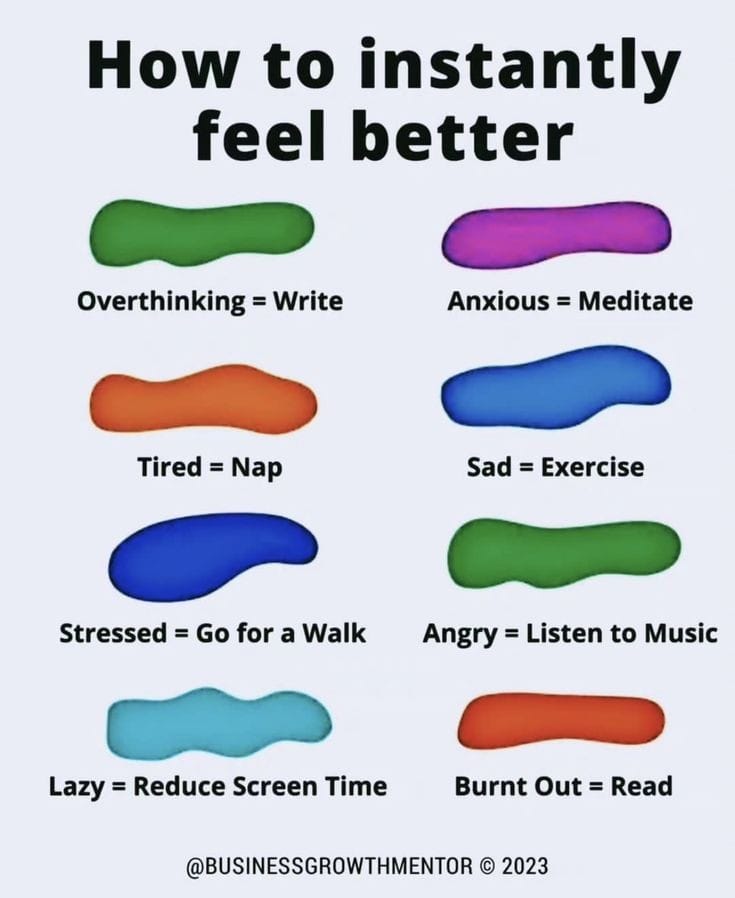 How to instantly
feel better
Overthinking = Write
Anxious = Meditate
Tired = Nap
Sad = Exercise
Stressed = Go for a Walk
Angry = Listen to Music
Lazy = Reduce Screen Time
Burnt Out = Read
@BUSINESSGROWTHMENTOR © 2023